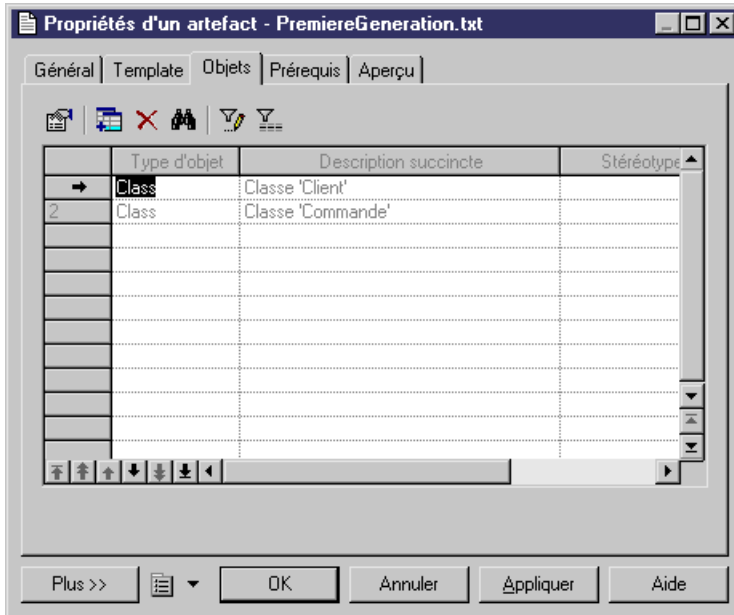 Propriétés d'un artefact - PremiereGeneration.txt
Général Template Objets Prérequis Aperçu
Type d'objet Description succincte Stéréotype
Class Classe 'Client'
2 Class Classe 'Commande'
Plus >> OK Annuler Appliquer Aide